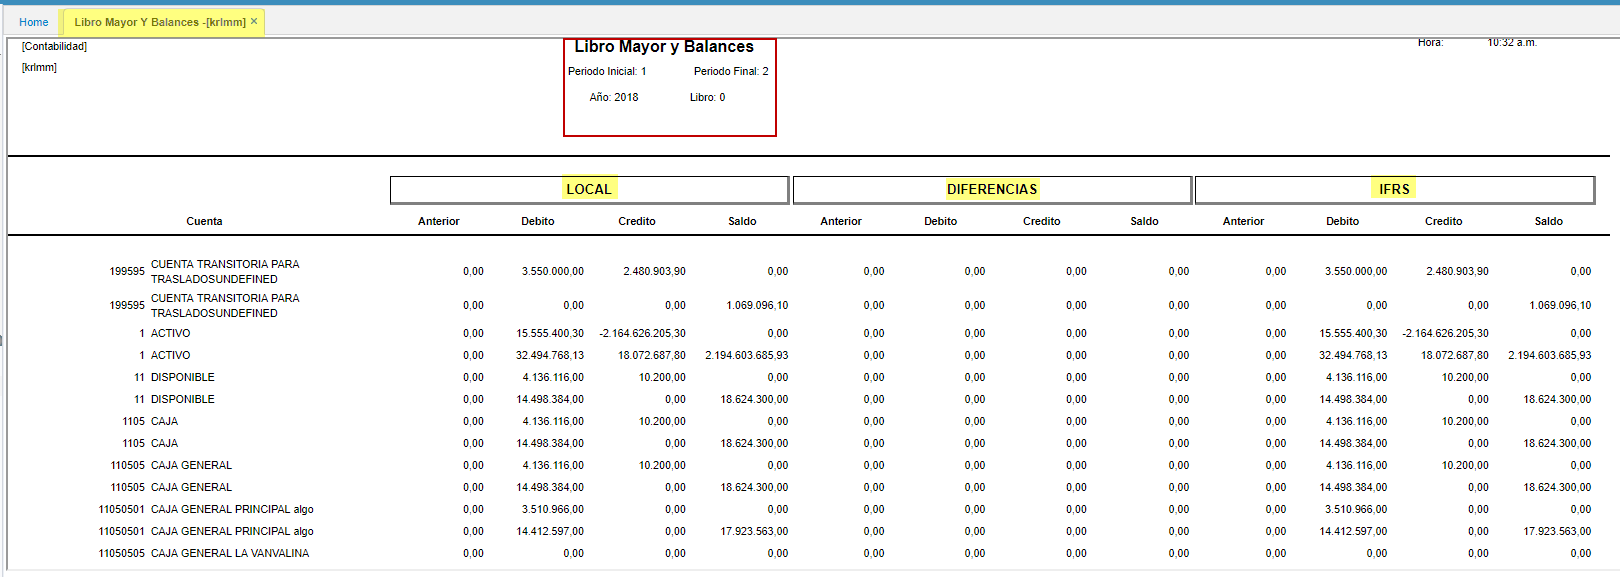 Home Libro Mayor Y Balances -[krlmm] ×
[Contabilidad] Libro Mayor y Balances Hora: 10:32 a.m.
[krlmm] Periodo Inicial: 1 Periodo Final: 2
Año: 2018 Libro: 0
LOCAL DIFERENCIAS IFRS
Cuenta Anterior Debito Credito Saldo Anterior Debito Credito Saldo Anterior Debito Credito Saldo
199595 CUENTA TRANSITORIA PARA
TRASLADOSUNDEFINED 0,00 3.550.000,00 2.480.903,90 0,00 0,00 0,00 0,00 0,00 0,00 3.550.000,00 2.480.903,90 0,00
199595 CUENTA TRANSITORIA PARA
TRASLADOSUNDEFINED 0,00 0,00 0,00 1.069.096,10 0,00 0,00 0,00 0,00 0,00 0,00 0,00 1.069.096,10
1 ACTIVO 0,00 15.555.400,30 -2.164.626.205,30 0,00 0,00 0,00 0,00 0,00 0,00 15.555.400,30 -2.164.626.205,30 0,00
1 ACTIVO 0,00 32.494.768,13 18.072.687,80 2.194.603.685,93 0,00 0,00 0,00 0,00 0,00 32.494.768,13 18.072.687,80 2.194.603.685,93
11 DISPONIBLE 0,00 4.136.116,00 10.200,00 0,00 0,00 0,00 0,00 0,00 0,00 4.136.116,00 10.200,00 0,00
11 DISPONIBLE 0,00 14.498.384,00 0,00 18.624.300,00 0,00 0,00 0,00 0,00 0,00 14.498.384,00 0,00 18.624.300,00
1105 CAJA 0,00 4.136.116,00 10.200,00 0,00 0,00 0,00 0,00 0,00 0,00 4.136.116,00 10.200,00 0,00
1105 CAJA 0,00 14.498.384,00 0,00 18.624.300,00 0,00 0,00 0,00 0,00 0,00 14.498.384,00 0,00 18.624.300,00
110505 CAJA GENERAL 0,00 4.136.116,00 10.200,00 0,00 0,00 0,00 0,00 0,00 0,00 4.136.116,00 10.200,00 0,00
110505 CAJA GENERAL 0,00 14.498.384,00 0,00 18.624.300,00 0,00 0,00 0,00 0,00 0,00 14.498.384,00 0,00 18.624.300,00
11050501 CAJA GENERAL PRINCIPAL algo 0,00 3.510.966,00 0,00 0,00 0,00 0,00 0,00 0,00 0,00 3.510.966,00 0,00 0,00
11050501 CAJA GENERAL PRINCIPAL algo 0,00 14.412.597,00 0,00 17.923.563,00 0,00 0,00 0,00 0,00 0,00 14.412.597,00 0,00 17.923.563,00
11050505 CAJA GENERAL LA VANVALINA 0,00 0,00 0,00 0,00 0,00 0,00 0,00 0,00 0,00 0,00 0,00 0,00